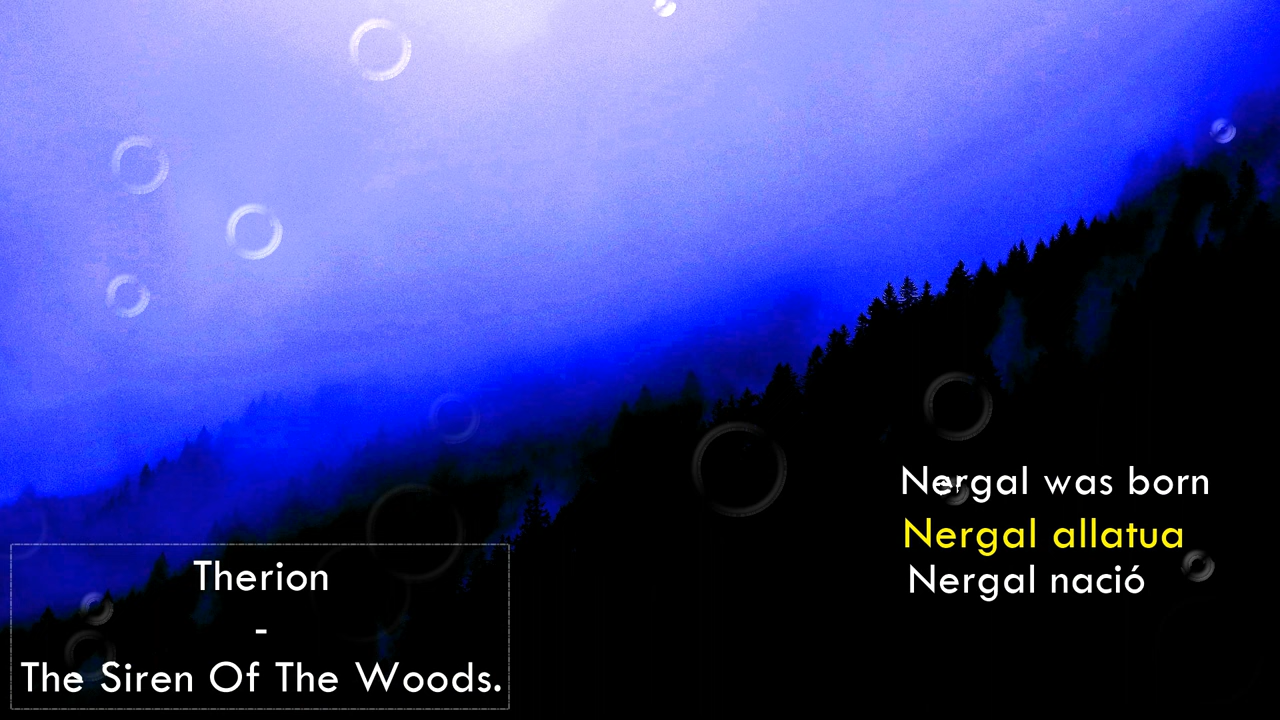 Nergal was born
Nergal allatua
Nergal nació
Therion
-
The Siren Of The Woods.